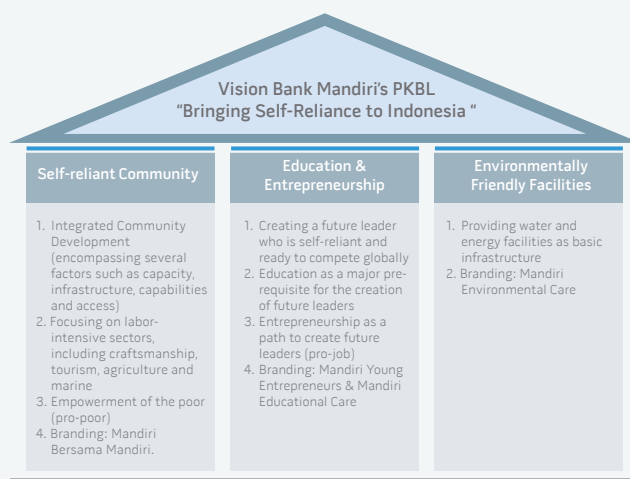 Vision Bank Mandiri's PKBL
“Bringing Self-Reliance to Indonesia “
Self-reliant Community
1. Integrated Community
Development
(encompassing several
factors such as capacity,
infrastructure, capabilities
and access)
2. Focusing on labor-
intensive sectors,
including craftsmanship,
tourism, agriculture and
marine
3. Empowerment of the poor
(pro-poor)
4. Branding: Mandiri
Bersama Mandiri.
Education &
Entrepreneurship
1. Creating a future leader
who is self-reliant and
ready to compete globally
2. Education as a major pre-
requisite for the creation
of future leaders
3. Entrepreneurship as a
path to create future
leaders (pro-job)
4. Branding: Mandiri Young
Entrepreneurs & Mandiri
Educational Care
Environmentally
Friendly Facilities
1. Providing water and
energy facilities as basic
infrastructure
2. Branding: Mandiri
Environmental Care